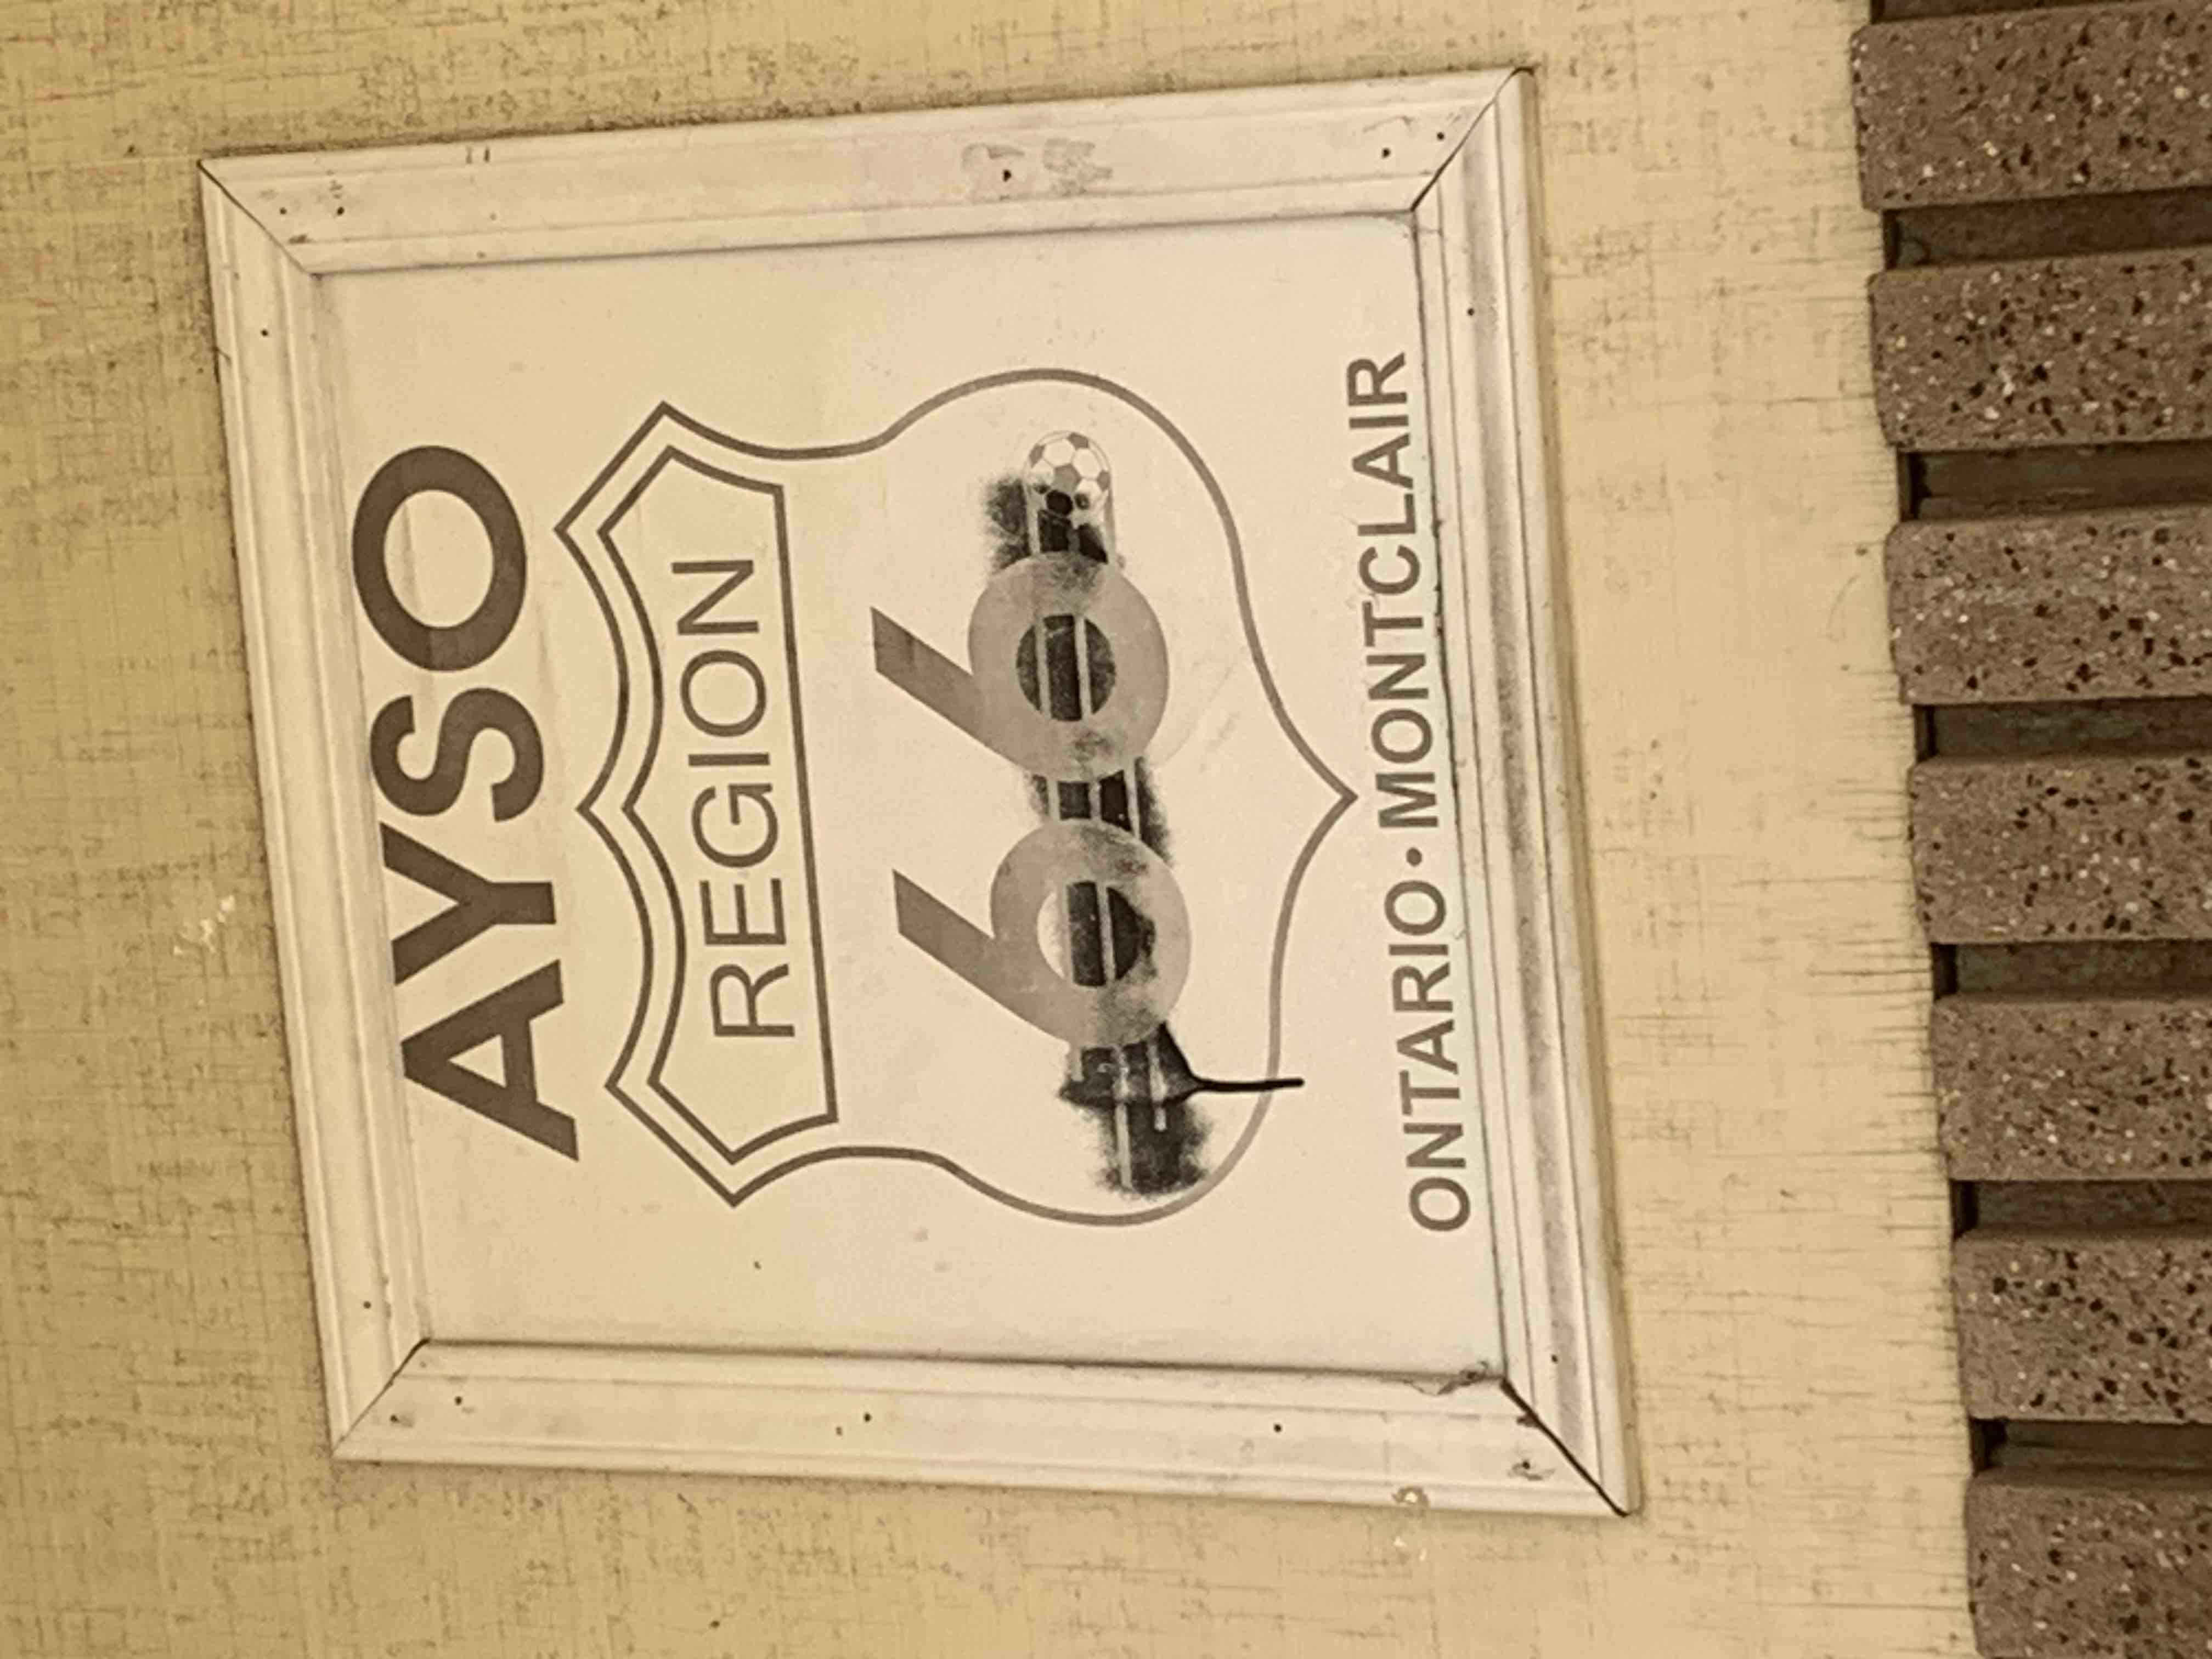 AYSO
REGION
66
ONTARIO • MONTCLAIR